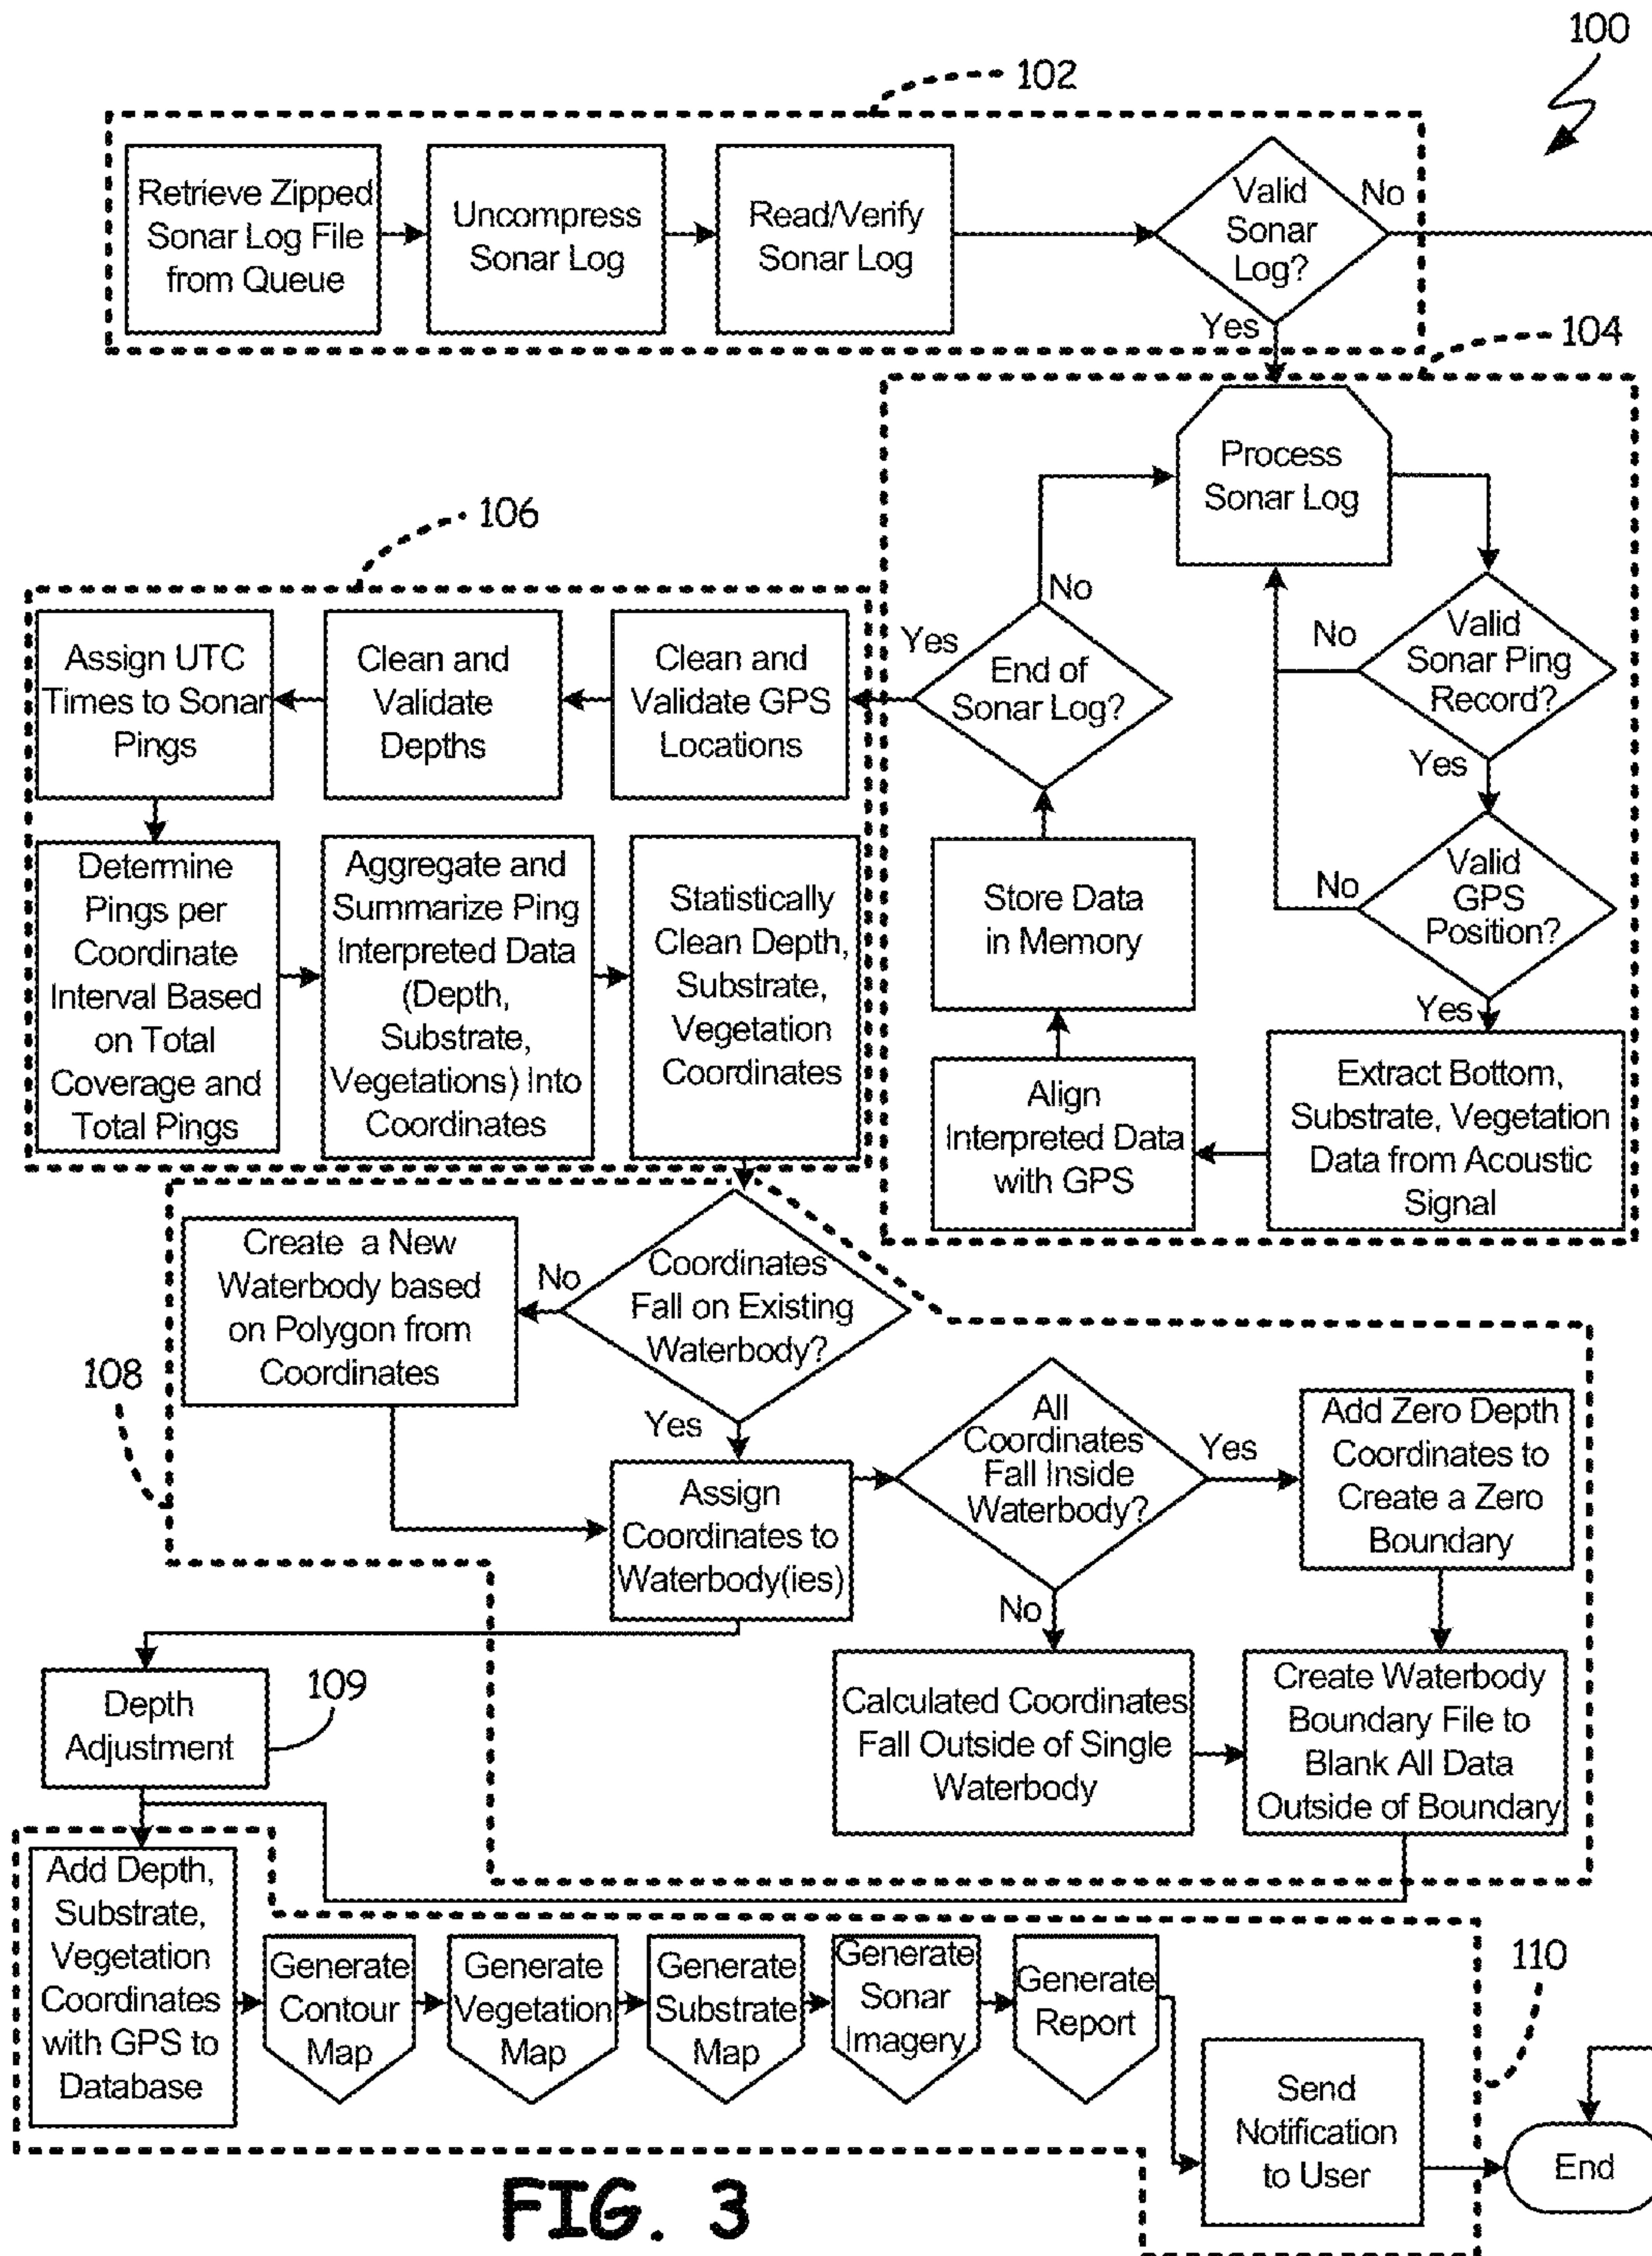 100
102
Retrieve Zipped
Sonar Log File
from Queue
Uncompress
Sonar Log
Read/Verify
Sonar Log
Valid
Sonar
Log?
No
Yes
104
Process
Sonar Log
106
No
Yes
End of
Sonar Log?
No
Valid
Sonar Ping
Record?
Yes
Assign UTC
Times to Sonar
Pings
Clean and
Validate
Depths
Clean and
Validate GPS
Locations
No
Valid
GPS
Position?
Yes
Store Data
in Memory
Determine
Pings per
Coordinate
Interval Based
on Total
Coverage and
Total Pings
Aggregate and
Summarize Ping
Interpreted Data
(Depth,
Substrate,
Vegetations) Into
Coordinates
Statistically
Clean Depth,
Substrate,
Vegetation
Coordinates
Align
Interpreted Data
with GPS
Extract Bottom,
Substrate, Vegetation
Data from Acoustic
Signal
Create a New
Waterbody based
on Polygon from
Coordinates
No
Coordinates
Fall on Existing
Waterbody?
Yes
108
Assign
Coordinates to
Waterbody(ies)
All
Coordinates
Fall Inside
Waterbody?
Yes
No
Add Zero Depth
Coordinates to
Create a Zero
Boundary
Depth
Adjustment
109
Calculated Coordinates
Fall Outside of Single
Waterbody
Create Waterbody
Boundary File to
Blank All Data
Outside of Boundary
Add Depth,
Substrate,
Vegetation
Coordinates
with GPS to
Database
Generate
Contour
Map
Generate
Vegetation
Map
Generate
Substrate
Map
Generate
Sonar
Imagery
Generate
Report
110
Send
Notification
to User
End
FIG. 3